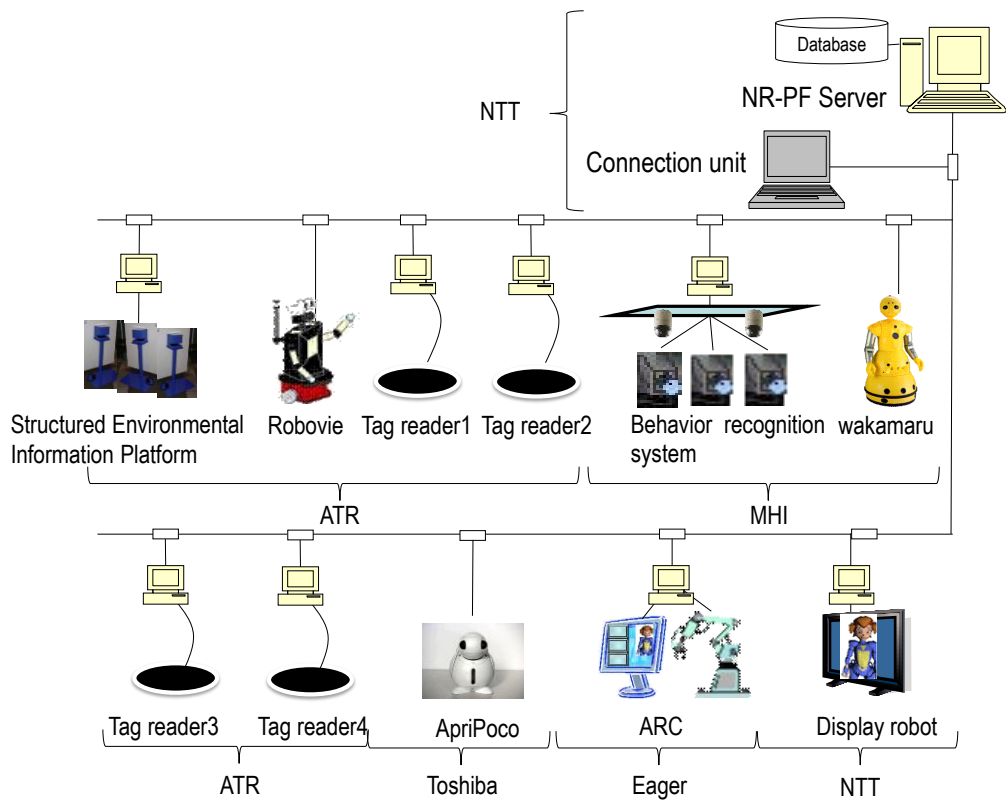 Database
NR-PF Server
NTT
Connection unit
Structured Environmental
Information Platform
Robovie
Tag reader1
Tag reader2
Behavior recognition
system
wakamaru
ATR
MHI
Tag reader3
Tag reader4
ApriPoco
ARC
Display robot
ATR
Toshiba
Eager
NTT